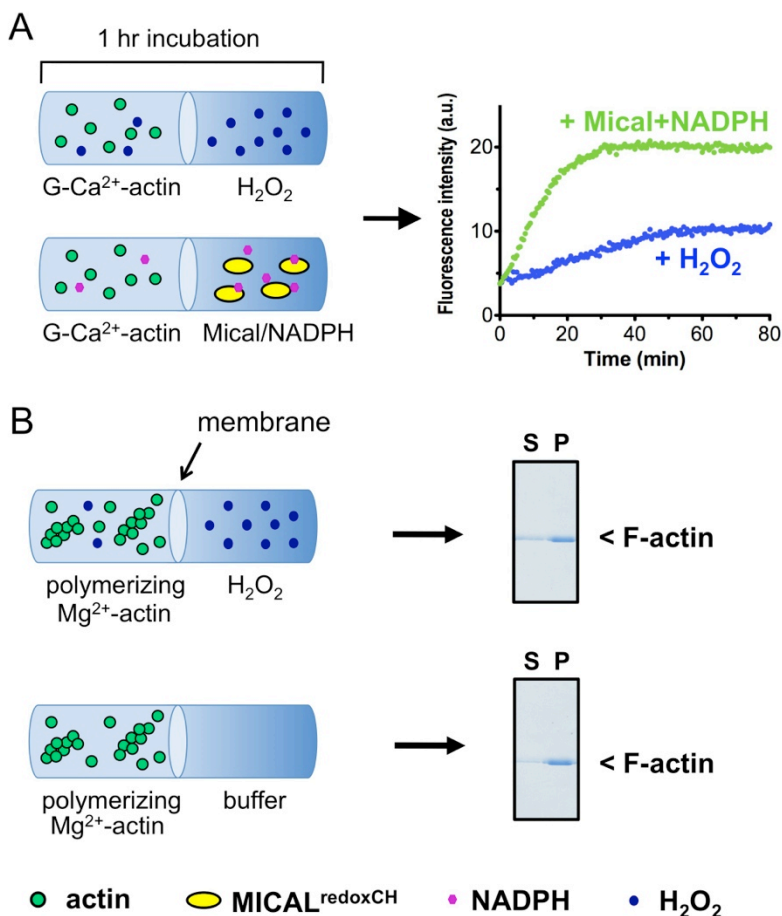 A
1 hr incubation
G-Ca²⁺-actin
H₂O₂
G-Ca²⁺-actin
Mical/NADPH
Fluorescence intensity (a.u.)
20
10
0
+ Mical+NADPH
+ H₂O₂
0 20 40 60 80
Time (min)
B
membrane
polymerizing
Mg²⁺-actin
H₂O₂
S P
< F-actin
polymerizing
Mg²⁺-actin
buffer
S P
< F-actin
actin MICALʳᵉᵈᵒˣᶜᴴ NADPH H₂O₂